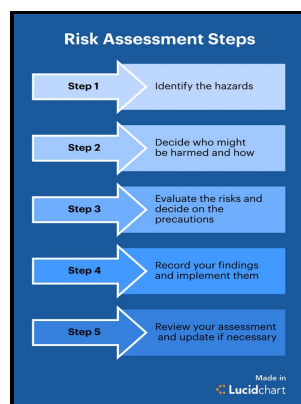 Risk Assessment Steps
Step 1
Identify the hazards
Step 2
Decide who might
be harmed and how
Step 3
Evaluate the risks and
decide on the
precautions
Step 4
Record your findings
and implement them
Step 5
Review your assessment
and update if necessary
Made in
Lucidchart